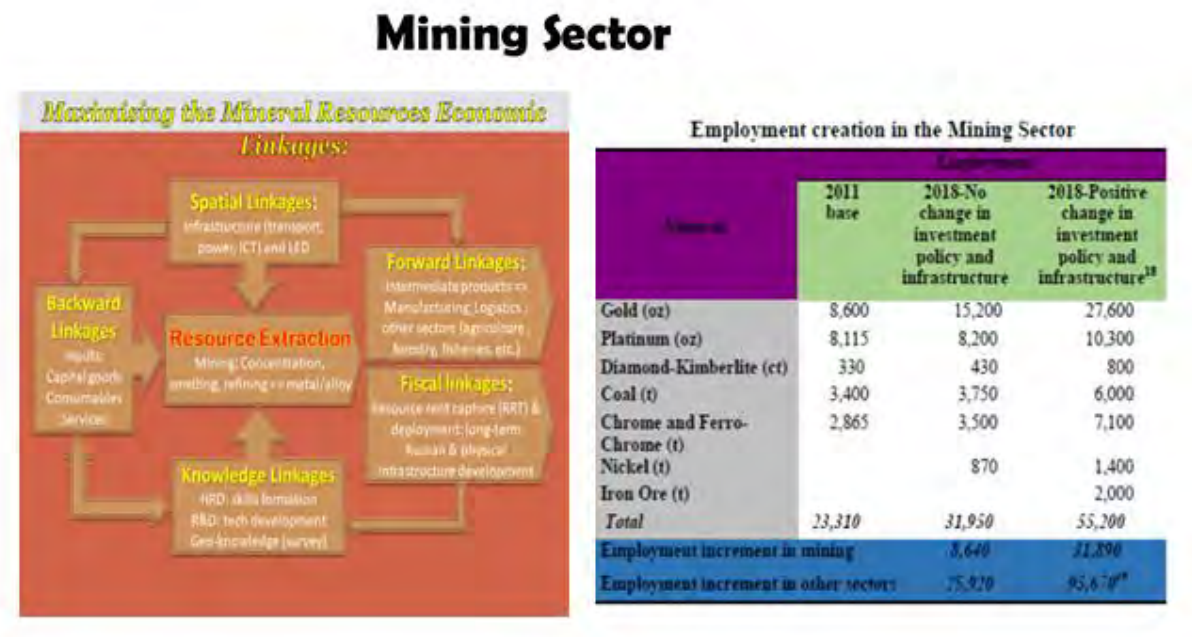 Mining Sector
Maximising the Mineral Resources Economic
Linkages:
Spatial Linkages:
Infrastructure (transport,
power, ICT) and LED
Backward
Linkages
Inputs:
Capital goods
Consumables
Services
Resource Extraction
Mining: Concentration,
smelting, refining => metal/alloy
Forward Linkages:
Intermediate products =>
Manufacturing; Logistics;
other sectors (agriculture,
forestry, fisheries, etc.)
Fiscal linkages:
Resource rent capture (RRT) &
deployment: long-term
human & physical
infrastructure development
Knowledge Linkages
HRD: skills formation
R&D: tech development
Geo-knowledge (survey)
Employment creation in the Mining Sector
2011 base 2018-No change in investment policy and infrastructure 2018-Positive change in investment policy and infrastructure18
Gold (oz) 8,600 15,200 27,600
Platinum (oz) 8,115 8,200 10,300
Diamond-Kimberlite (ct) 330 430 800
Coal (t) 3,400 3,750 6,000
Chrome and Ferro-
Chrome (t) 2,865 3,500 7,100
Nickel (t) 870 1,400
Iron Ore (t) 2,000
Total 23,310 31,950 55,200
Employment increment in mining 8,640 31,890
Employment increment in other sectors 25,920 95,670